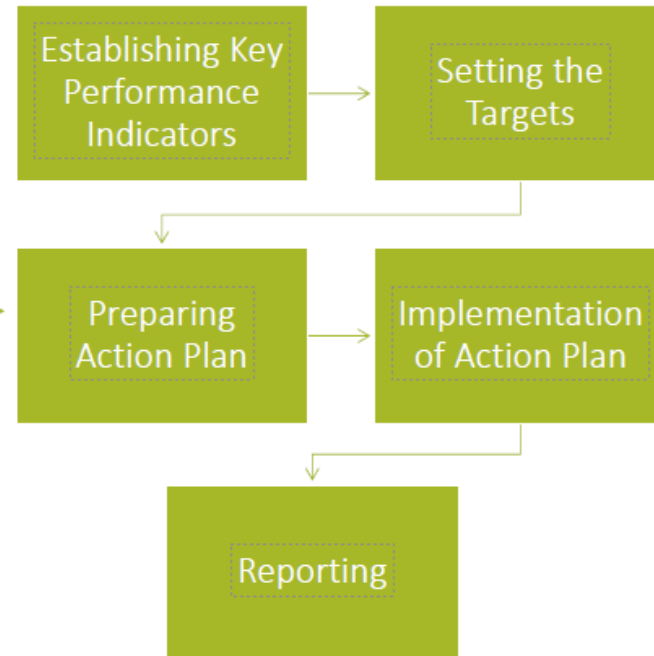 Establishing Key
Performance
Indicators
Setting the
Targets
Preparing
Action Plan
Implementation
of Action Plan
Reporting